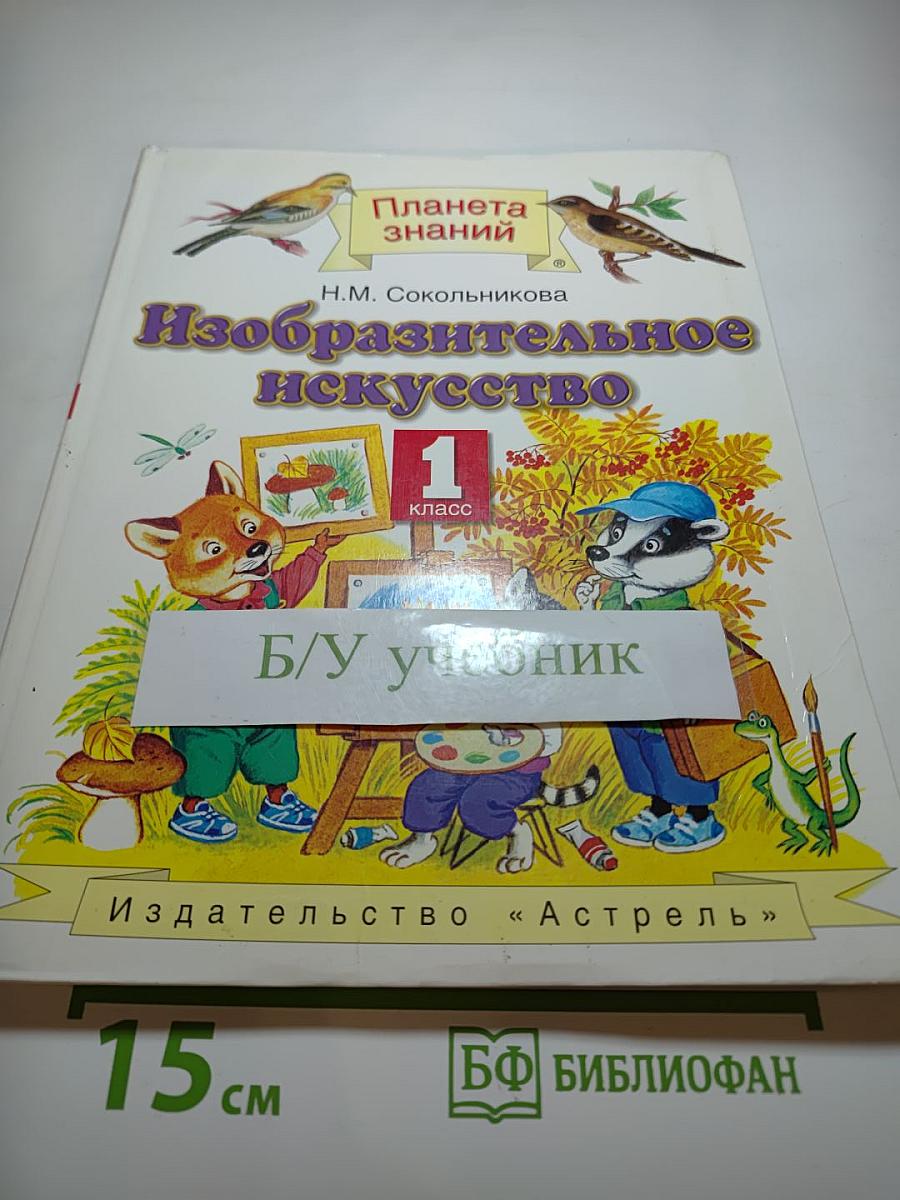 Планета
знаний
®
Н.М. Сокольникова
Изобразительное
искусство
1
класс
Б/У учебник
Издательство «Астрель»
15 см
БФ БИБЛИОФАН